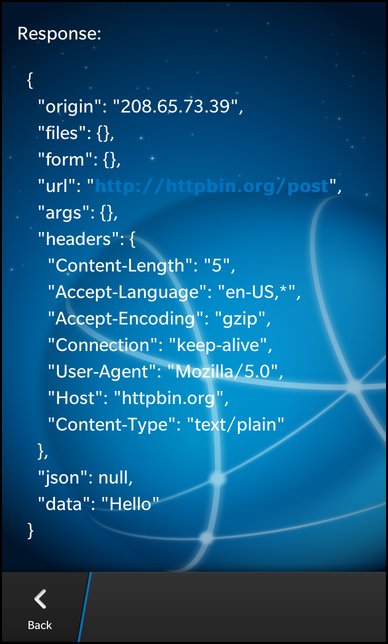 Response:
{
"origin": "208.65.73.39",
"files": {},
"form": {},
"url": "http://httpbin.org/post",
"args": {},
"headers": {
"Content-Length": "5",
"Accept-Language": "en-US,*",
"Accept-Encoding": "gzip",
"Connection": "keep-alive",
"User-Agent": "Mozilla/5.0",
"Host": "httpbin.org",
"Content-Type": "text/plain"
},
"json": null,
"data": "Hello"
}
Back